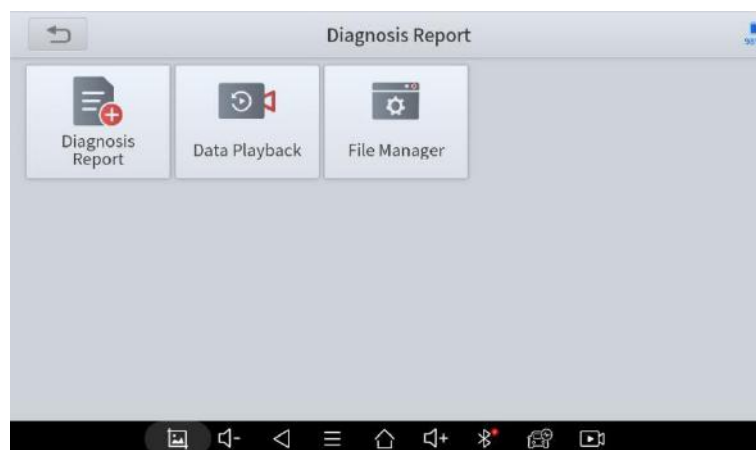 Diagnosis Report
Diagnosis
Report
Data Playback
File Manager